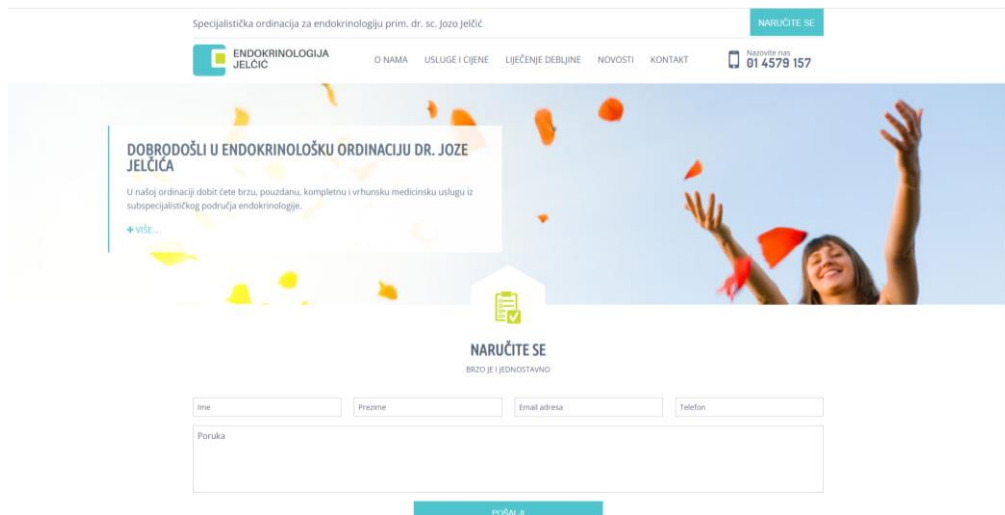 Specijalistička ordinacija za endokrinologiju prim. dr. sc. Jozo Jelčić
NARUČITE SE
ENDOKRINOLOGIJA
JELČIĆ
O NAMA USLUGE I CIJENE LIJEČENJE DEBLJINE NOVOSTI KONTAKT
Nazovite nas
01 4579 157
DOBRODOŠLI U ENDOKRINOLOŠKU ORDINACIJU DR. JOZE
JELČIĆA
U našoj ordinaciji dobit ćete brzu, pouzdanu, kompletnu i vrhunsku medicinsku uslugu iz
subspecijalističkog područja endokrinologije.
+ VIŠE...
NARUČITE SE
BRZO JE I JEDNOSTAVNO
Ime Prezime Email adresa Telefon
Poruka
POŠALJI